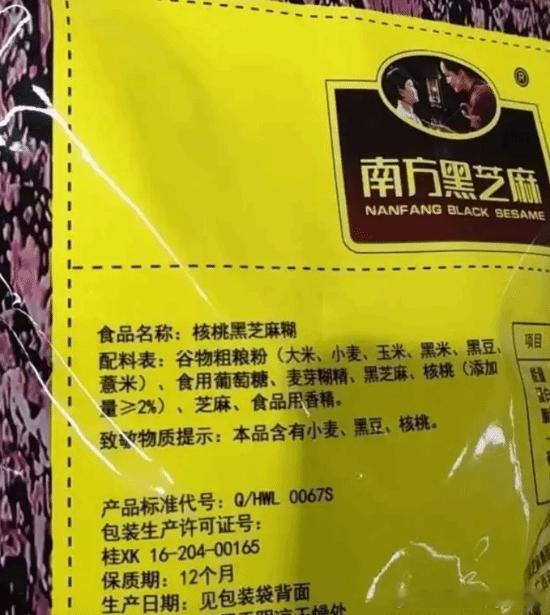 ®
南方黑芝麻
NANFANG BLACK SESAME
食品名称：核桃黑芝麻糊
配料表：谷物粗粮粉（大米、小麦、玉米、黑米、黑豆、
薏米）、食用葡萄糖、麦芽糊精、黑芝麻、核桃（添加
量≥2%）、芝麻、食品用香精。
致敏物质提示：本品含有小麦、黑豆、核桃。
产品标准代号：Q/HWL 0067S
包装生产许可证号：
桂XK 16-204-00165
保质期：12个月
生产日期：见包装袋背面
项目
能量